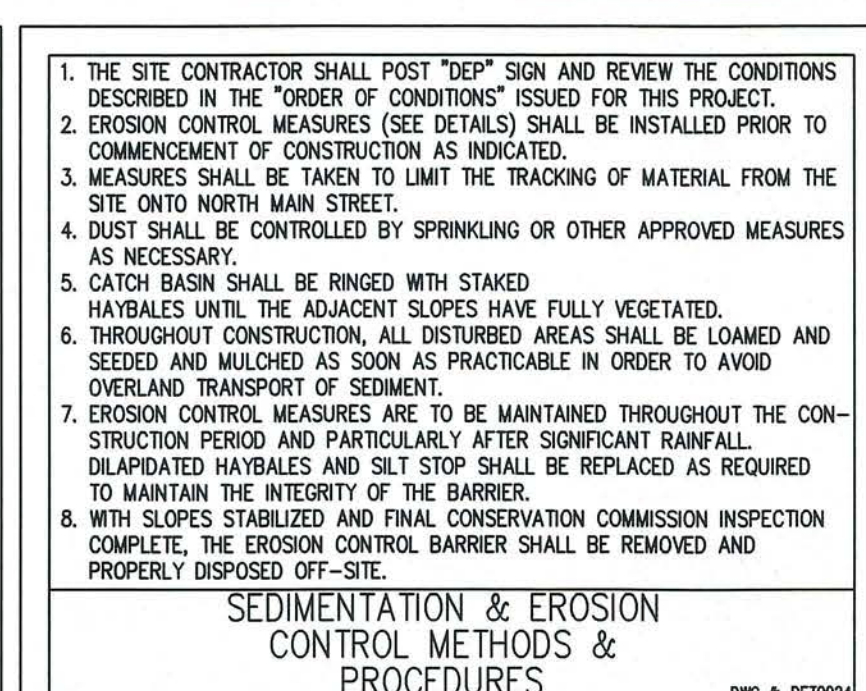 1. THE SITE CONTRACTOR SHALL POST "DEP" SIGN AND REVIEW THE CONDITIONS
DESCRIBED IN THE "ORDER OF CONDITIONS" ISSUED FOR THIS PROJECT.
2. EROSION CONTROL MEASURES (SEE DETAILS) SHALL BE INSTALLED PRIOR TO
COMMENCEMENT OF CONSTRUCTION AS INDICATED.
3. MEASURES SHALL BE TAKEN TO LIMIT THE TRACKING OF MATERIAL FROM THE
SITE ONTO NORTH MAIN STREET.
4. DUST SHALL BE CONTROLLED BY SPRINKLING OR OTHER APPROVED MEASURES
AS NECESSARY.
5. CATCH BASIN SHALL BE RINGED WITH STAKED
HAYBALES UNTIL THE ADJACENT SLOPES HAVE FULLY VEGETATED.
6. THROUGHOUT CONSTRUCTION, ALL DISTURBED AREAS SHALL BE LOAMED AND
SEEDED AND MULCHED AS SOON AS PRACTICABLE IN ORDER TO AVOID
OVERLAND TRANSPORT OF SEDIMENT.
7. EROSION CONTROL MEASURES ARE TO BE MAINTAINED THROUGHOUT THE CON-
STRUCTION PERIOD AND PARTICULARLY AFTER SIGNIFICANT RAINFALL.
DILAPIDATED HAYBALES AND SILT STOP SHALL BE REPLACED AS REQUIRED
TO MAINTAIN THE INTEGRITY OF THE BARRIER.
8. WITH SLOPES STABILIZED AND FINAL CONSERVATION COMMISSION INSPECTION
COMPLETE, THE EROSION CONTROL BARRIER SHALL BE REMOVED AND
PROPERLY DISPOSED OFF-SITE.
SEDIMENTATION & EROSION
CONTROL METHODS &
PROCEDURES